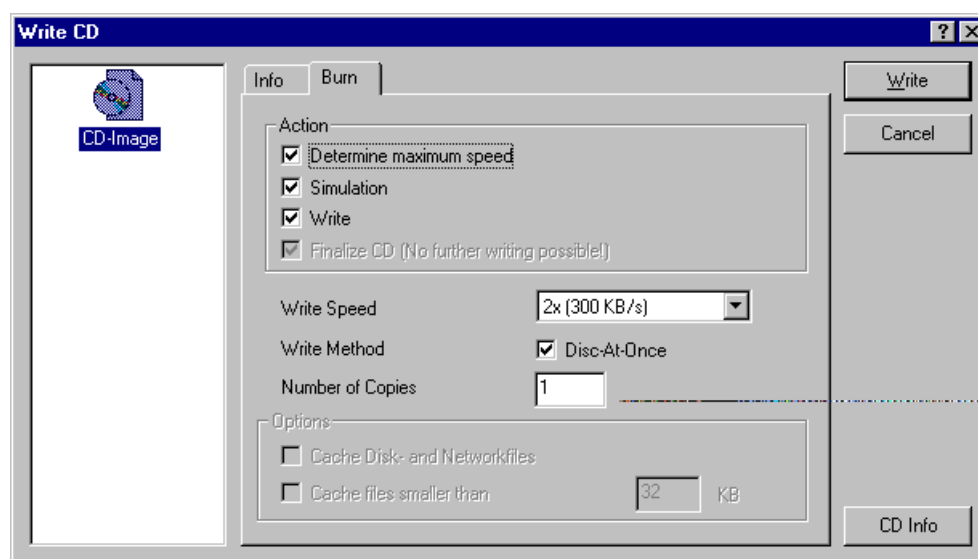 Write CD
CD-Image
Info
Burn
Action
Determine maximum speed
Simulation
Write
Finalize CD (No further writing possible!)
Write Speed
2x (300 KB/s)
Write Method
Disc-At-Once
Number of Copies
1
Options
Cache Disk- and Networkfiles
Cache files smaller than
32
KB
Write
Cancel
CD Info